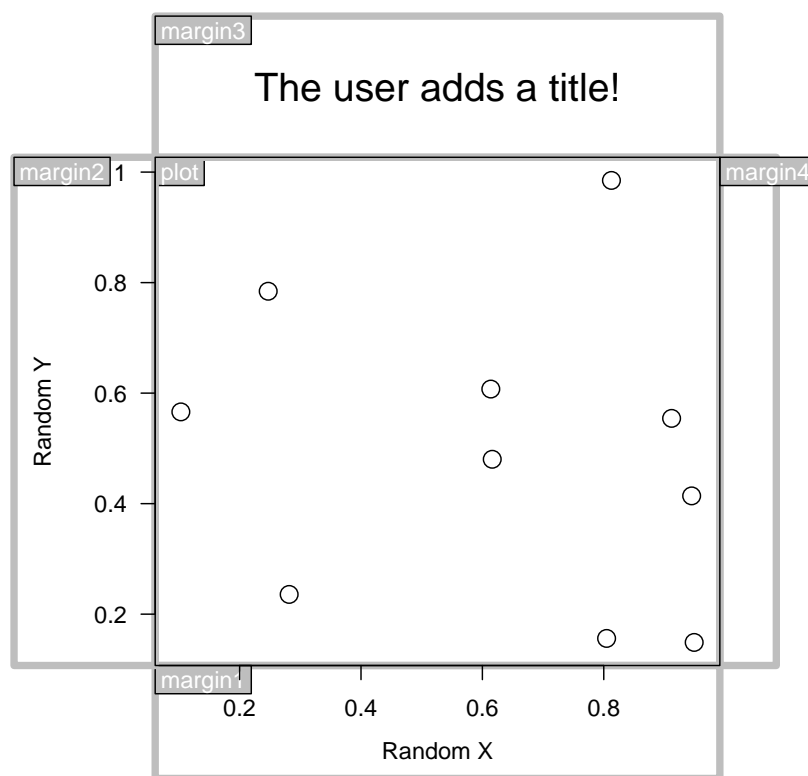 margin3
The user adds a title!
margin2
plot
margin4
1
0.8
0.6
0.4
0.2
Random Y
margin1
0.2 0.4 0.6 0.8
Random X